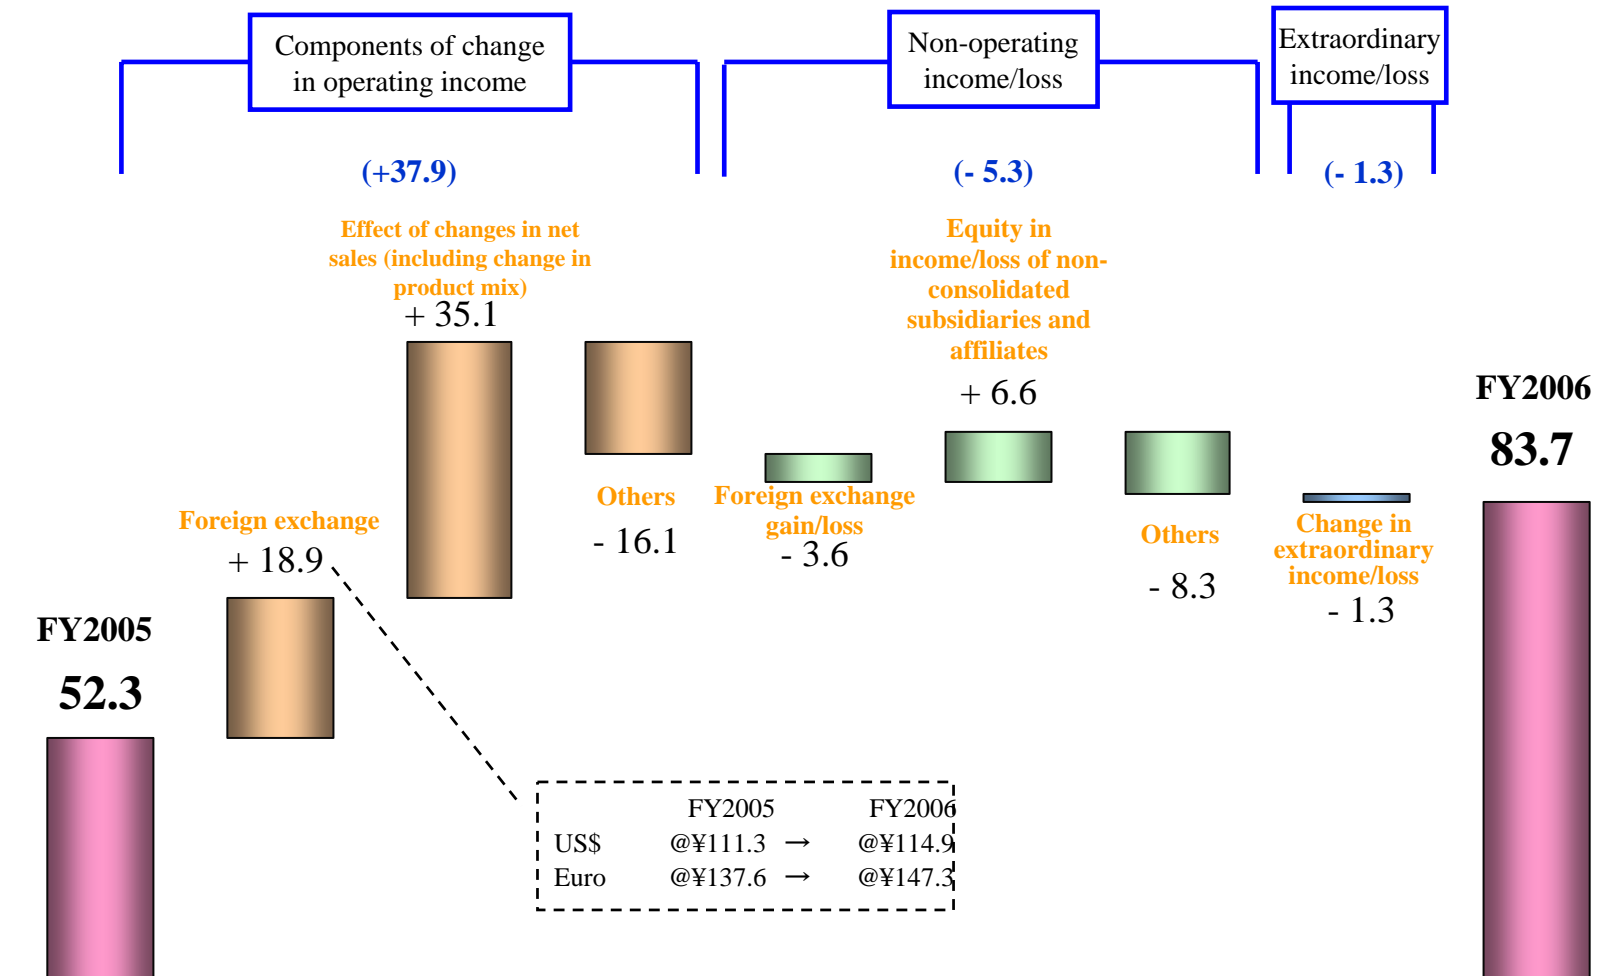 Components of change
in operating income
Non-operating
income/loss
Extraordinary
income/loss
(+37.9)
(- 5.3)
(- 1.3)
Effect of changes in net
sales (including change in
product mix)
+ 35.1
Equity in
income/loss of non-
consolidated
subsidiaries and
affiliates
+ 6.6
FY2006
83.7
Others
- 16.1
Foreign exchange
gain/loss
- 3.6
Foreign exchange
+ 18.9
Others
- 8.3
Change in
extraordinary
income/loss
- 1.3
FY2005
52.3
FY2005 FY2006
US$ @¥111.3 → @¥114.9
Euro @¥137.6 → @¥147.3